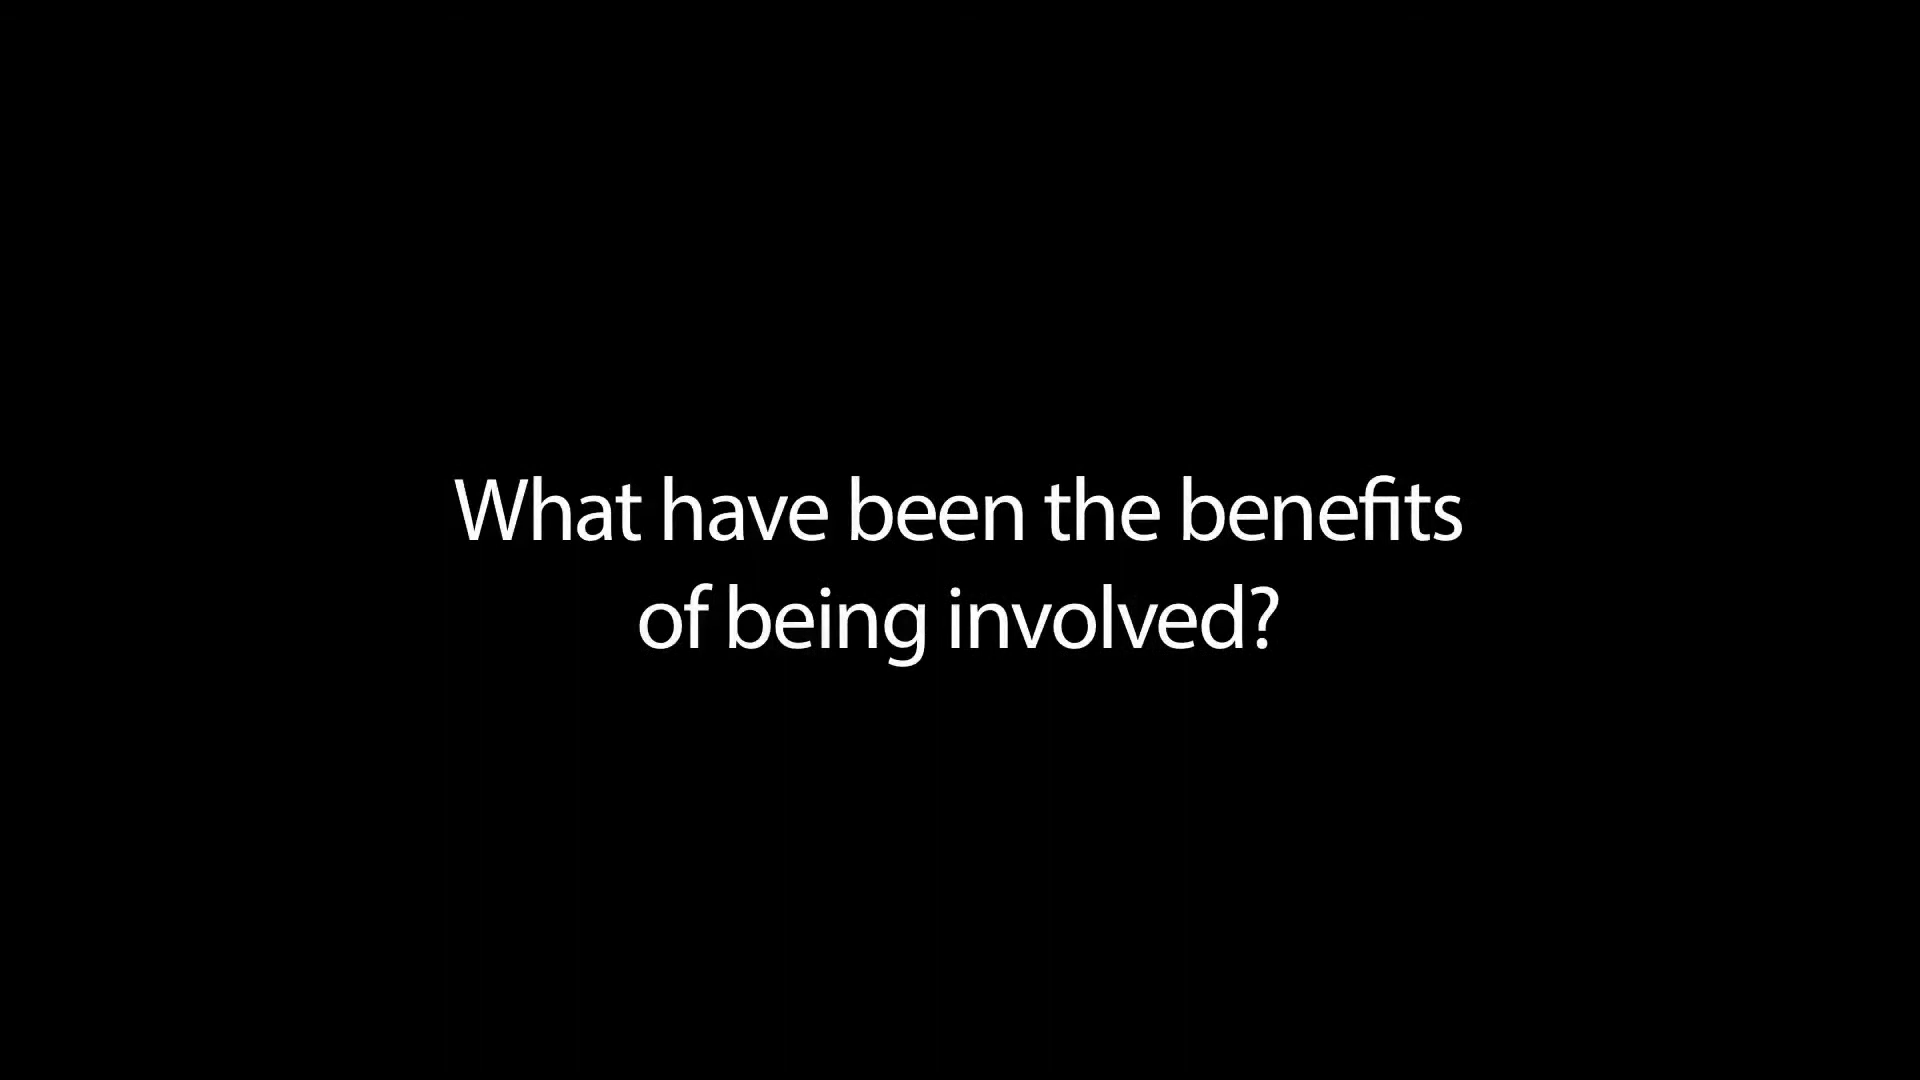 What have been the benefits
of being involved?